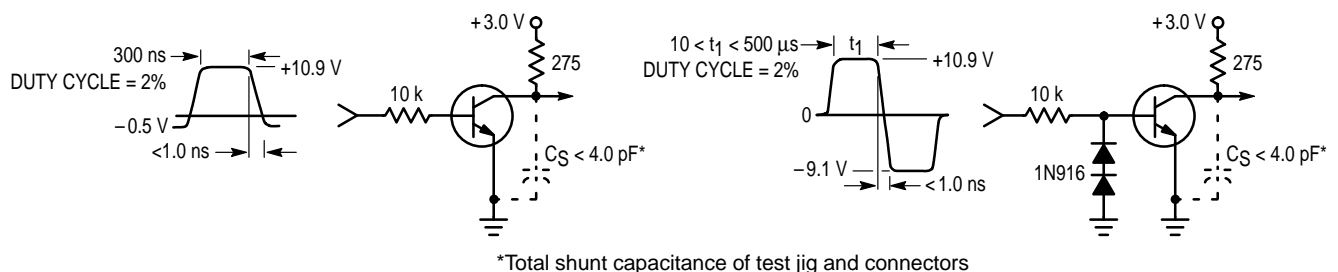 +3.0 V
300 ns
+10.9 V
DUTY CYCLE = 2%
275
10 k
−0.5 V
<1.0 ns
CS < 4.0 pF*
+3.0 V
10 < t1 < 500 μs
t1
+10.9 V
DUTY CYCLE = 2%
275
10 k
0
−9.1 V
<1.0 ns
1N916
CS < 4.0 pF*
*Total shunt capacitance of test jig and connectors